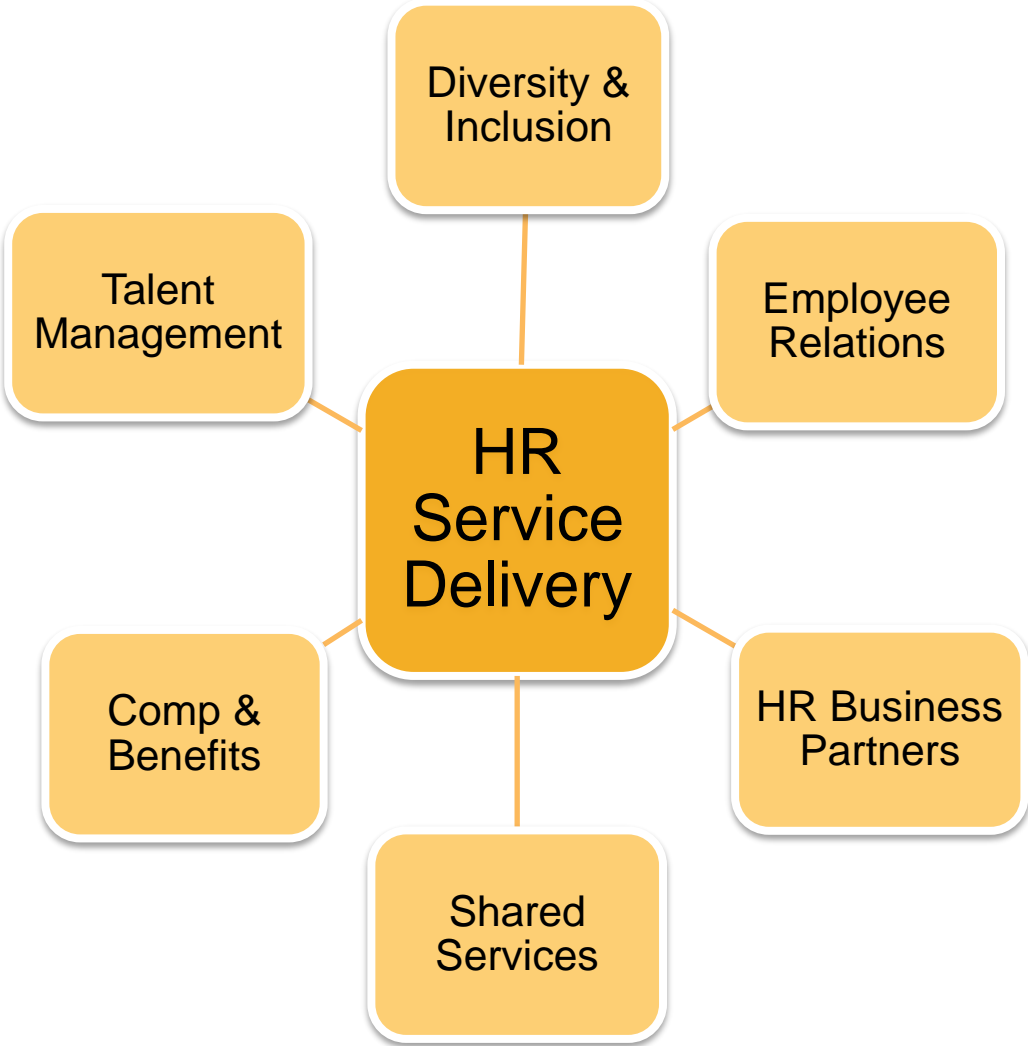 Diversity &
Inclusion
Talent
Management
Employee
Relations
HR
Service
Delivery
Comp &
Benefits
HR Business
Partners
Shared
Services